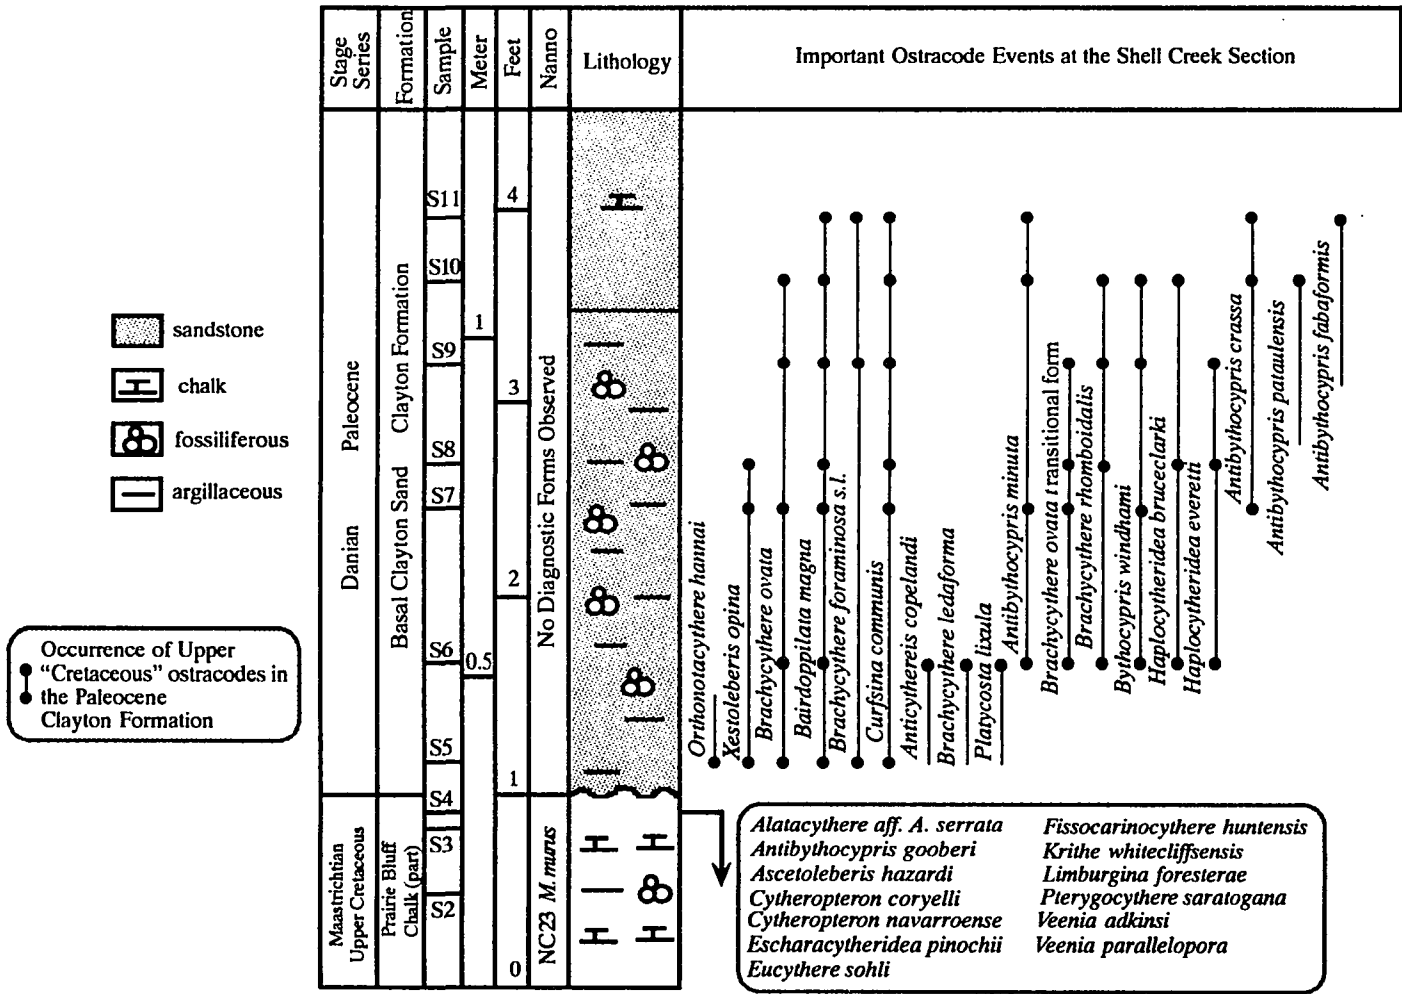 Stage
Series
Formation
Sample
Meter
Feet
Nanno
Lithology
Important Ostracode Events at the Shell Creek Section
sandstone
chalk
fossiliferous
argillaceous
Occurrence of Upper
"Cretaceous" ostracodes in
the Paleocene
Clayton Formation
Danian
Paleocene
Maastrichtian
Upper Cretaceous
Basal Clayton Sand
Clayton Formation
Prairie Bluff
Chalk (part)
S11
S10
S9
S8
S7
S6
S5
S4
S3
S2
1
0.5
4
3
2
1
0
No Diagnostic Forms Observed
NC23 M. murus
Orthonotacythere hannai
Xestoleberis opina
Brachycythere ovata
Bairdoppilata magna
Brachycythere foraminosa s.l.
Curfsina communis
Anticythereis copelandi
Brachycythere ledaforma
Platycosta lixula
Antibythocypris minuta
Brachycythere ovata transitional form
Brachycythere rhomboidalis
Bythocypris windhami
Haplocytheridea bruceclarki
Haplocytheridea everetti
Antibythocypris crassa
Antibythocypris pataulensis
Antibythocypris fabaformis
Alatacythere aff. A. serrata
Antibythocypris gooberi
Ascetoleberis hazardi
Cytheropteron coryelli
Cytheropteron navarroense
Escharacytheridea pinochii
Eucythere sohli
Fissocarinocythere huntensis
Krithe whitecliffsensis
Limburgina foresterae
Pterygocythere saratogana
Veenia adkinsi
Veenia parallelopora